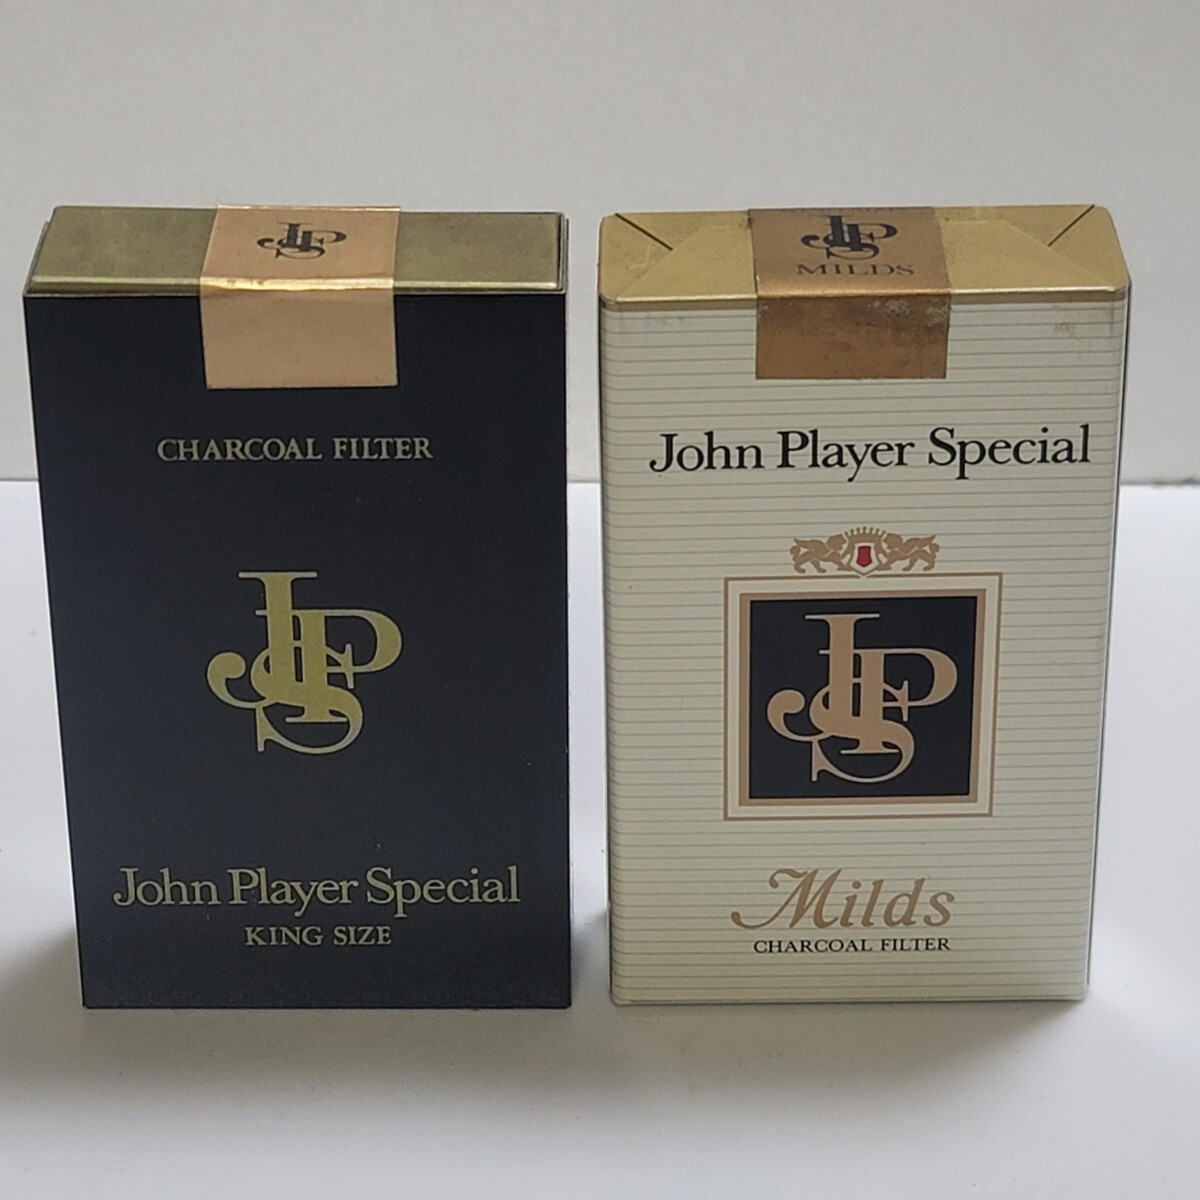 JPS
CHARCOAL FILTER
JPS
John Player Special
KING SIZE
JPS
MILDS
John Player Special
JPS
Milds
CHARCOAL FILTER